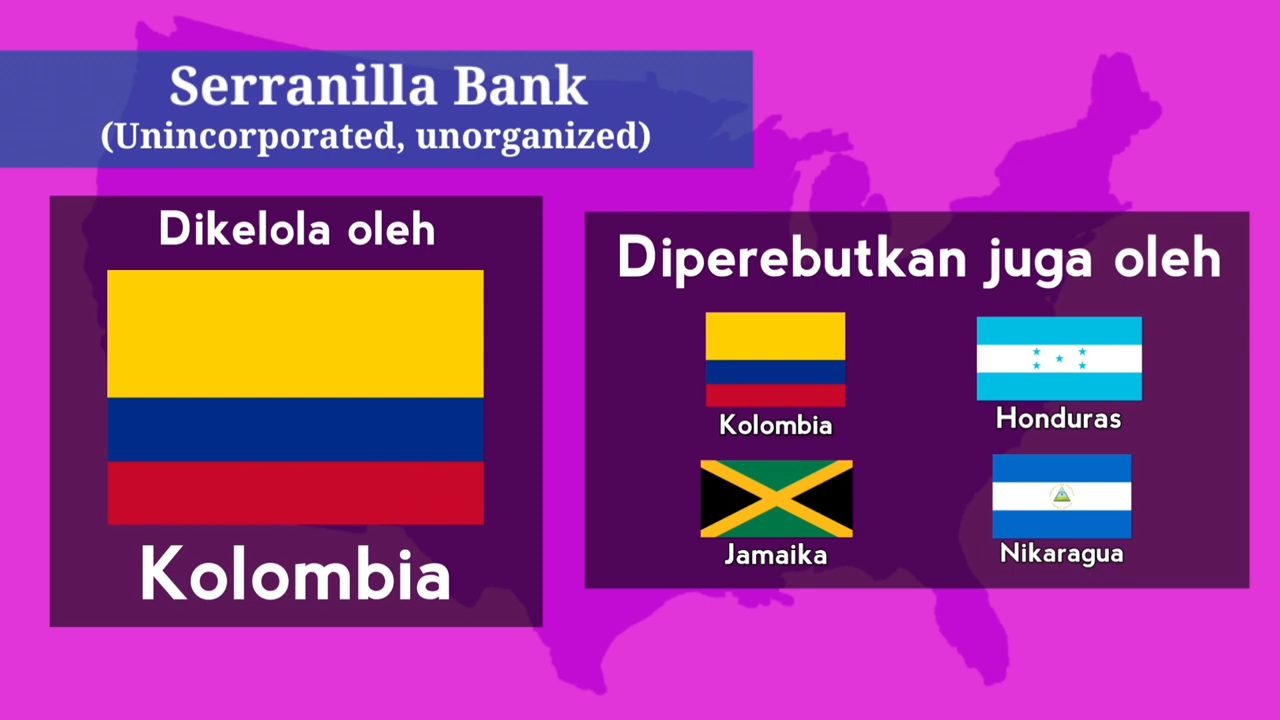 Serranilla Bank
(Unincorporated, unorganized)
Dikelola oleh
Kolombia
Diperebutkan juga oleh
Kolombia
Honduras
Jamaika
Nikaragua